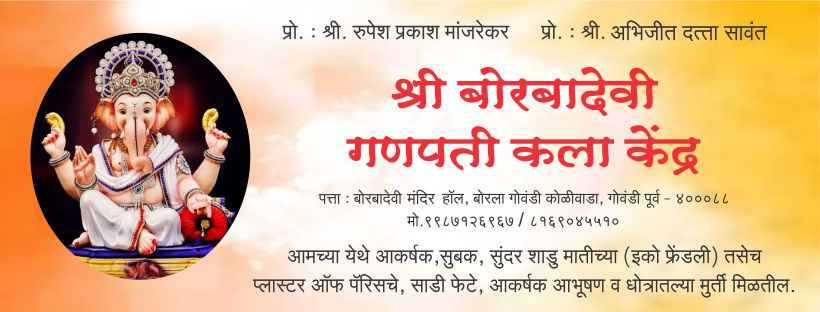 प्रो. : श्री. रुपेश प्रकाश मांजरेकर प्रो. : श्री. अभिजीत दत्ता सावंत
श्री बोरबादेवी
गणपती कला केंद्र
पत्ता : बोरबादेवी मंदिर हॉल, बोरला गोवंडी कोळीवाडा, गोवंडी पूर्व - ४०००८८
मो.९९८७१२६९६७ / ८१६९०४५५१०
आमच्या येथे आकर्षक,सुबक, सुंदर शाडु मातीच्या (इको फ्रेंडली) तसेच
प्लास्टर ऑफ पॅरिसचे, साडी फेटे, आकर्षक आभूषण व धोत्रातल्या मुर्ती मिळतील.